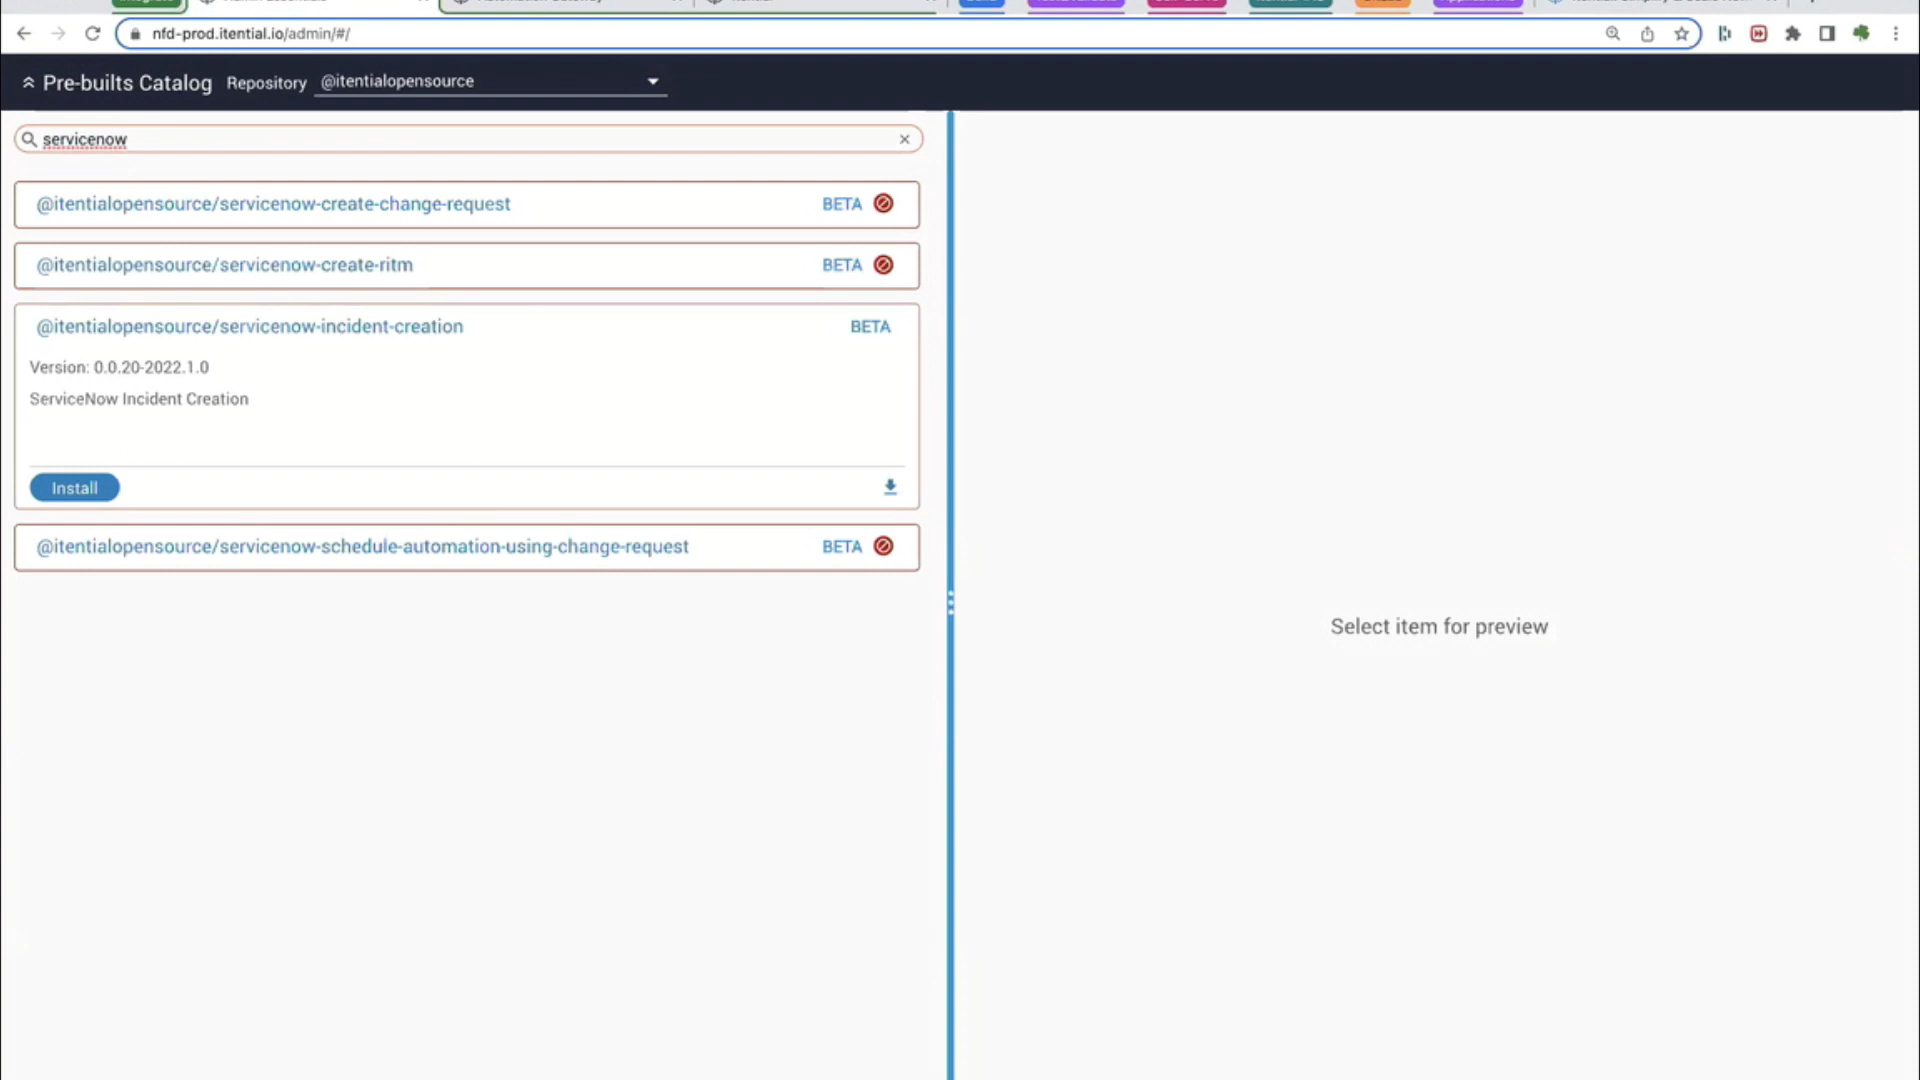 nfd-prod.itential.io/admin/#/
Pre-builts Catalog Repository @itentialopensource
servicenow
@itentialopensource/servicenow-create-change-request BETA
@itentialopensource/servicenow-create-ritm BETA
@itentialopensource/servicenow-incident-creation BETA
Version: 0.0.20-2022.1.0
ServiceNow Incident Creation
Install
@itentialopensource/servicenow-schedule-automation-using-change-request BETA
Select item for preview